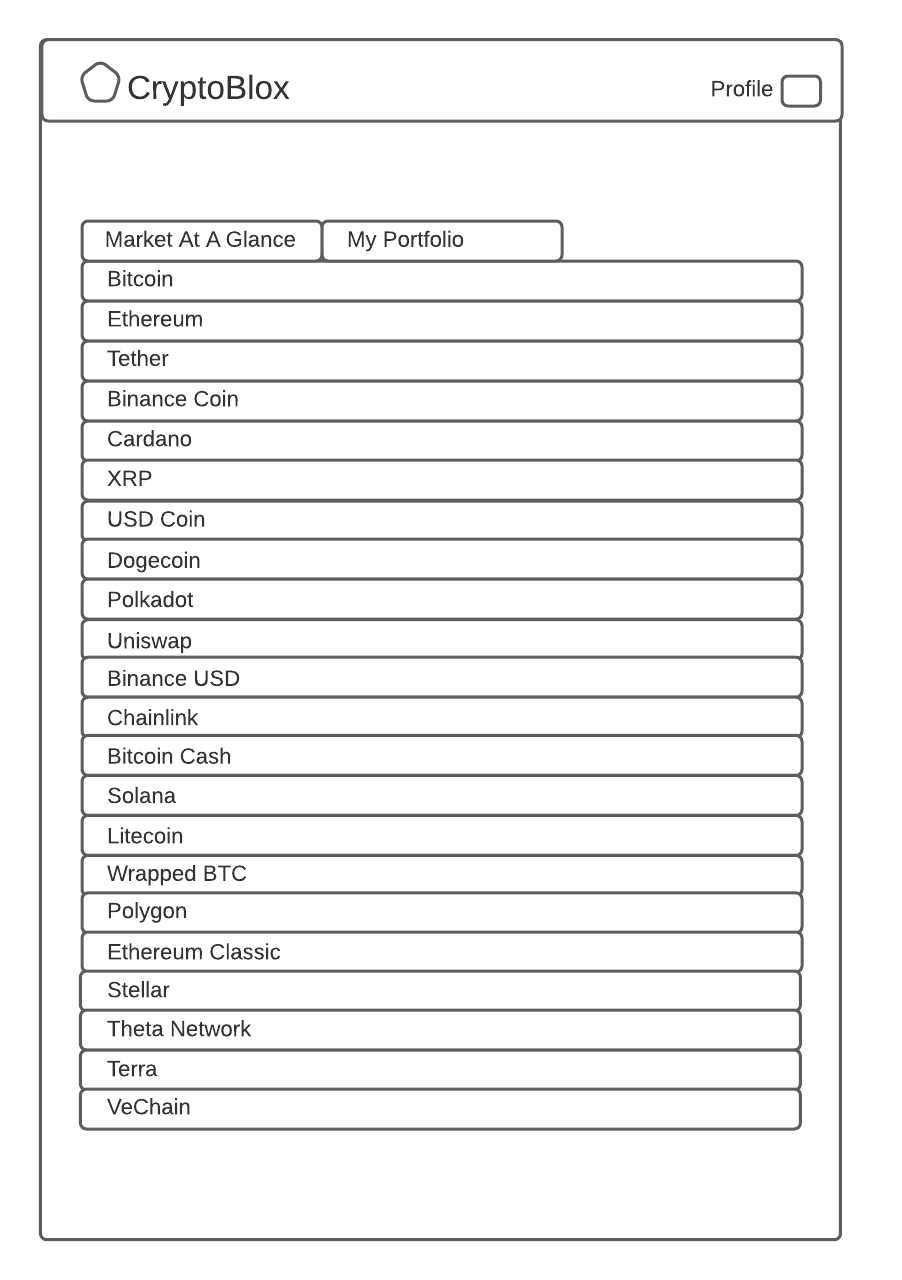 CryptoBlox
Profile
Market At A Glance
My Portfolio
Bitcoin
Ethereum
Tether
Binance Coin
Cardano
XRP
USD Coin
Dogecoin
Polkadot
Uniswap
Binance USD
Chainlink
Bitcoin Cash
Solana
Litecoin
Wrapped BTC
Polygon
Ethereum Classic
Stellar
Theta Network
Terra
VeChain